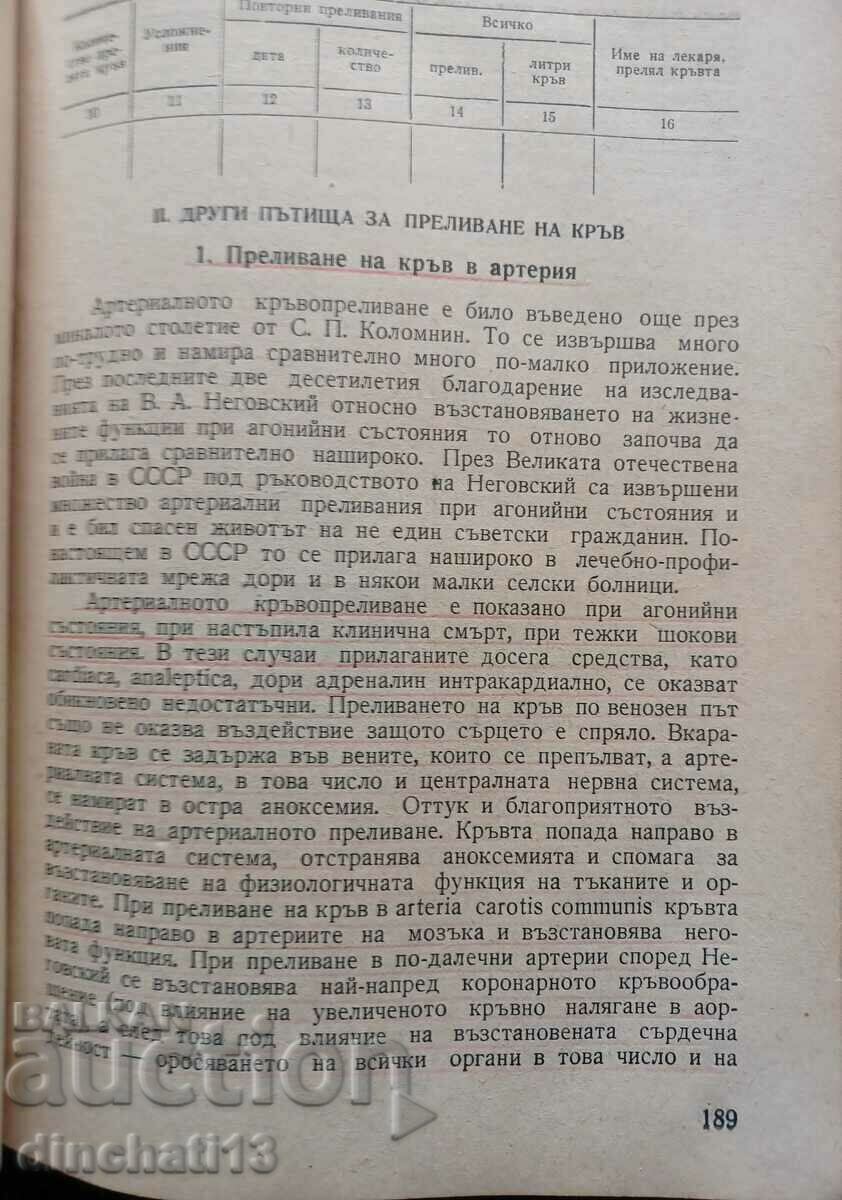 Повторни преливания Всичко
Усложне-
ние
дата количе-
ство прелив. литри
кръв Име на лекаря,
прелял кръвта
11 12 13 14 15 16
II. ДРУГИ ПЪТИЩА ЗА ПРЕЛИВАНЕ НА КРЪВ
1. Преливане на кръв в артерия
Артериалното кръвопреливане е било въведено още през
миналото столетие от С. П. Коломнин. То се извършва много
по-трудно и намира сравнително много по-малко приложение.
През последните две десетилетия благодарение на изследва-
нията на В. А. Неговский относно възстановяването на жизне-
ните функции при агонийни състояния то отново започва да
се прилага сравнително нашироко. През Великата отечествена
война в СССР под ръководството на Неговский са извършени
множество артериални преливания при агонийни състояния и
и е бил спасен животът на не един съветски гражданин. По-
настоящем в СССР то се прилага нашироко в лечебно-профи-
лактичната мрежа дори и в някои малки селски болници.
Артериалното кръвопреливане е показано при агонийни
състояния, при настъпила клинична смърт, при тежки шокови
състояния. В тези случаи прилаганите досега средства, като
cardiaca, analeptica, дори адреналин интракардиално, се оказват
обикновено недостатъчни. Преливането на кръв по венозен път
също не оказва въздействие защото сърцето е спряло. Вкара-
ната кръв се задържа във вените, които се препълват, а арте-
риалната система, в това число и централната нервна система,
се намират в остра аноксемия. Оттук и благоприятното въз-
действие на артериалното преливане. Кръвта попада направо в
артериалната система, отстранява аноксемията и спомага за
възстановяване на физиологичната функция на тъканите и ор-
ганите. При преливане на кръв в arteria carotis communis кръвта
попада направо в артериите на мозъка и възстановява него-
вата функция. При преливане в по-далечни артерии според Не-
говский се възстановява най-напред коронарното кръвообра-
щение (под влияние на увеличеното кръвно налягане в аор-
а след това под влияние на възстановената сърдечна
дейност — оросяването на всички органи в това число и на
189
BALKAN
auction
dinchati13